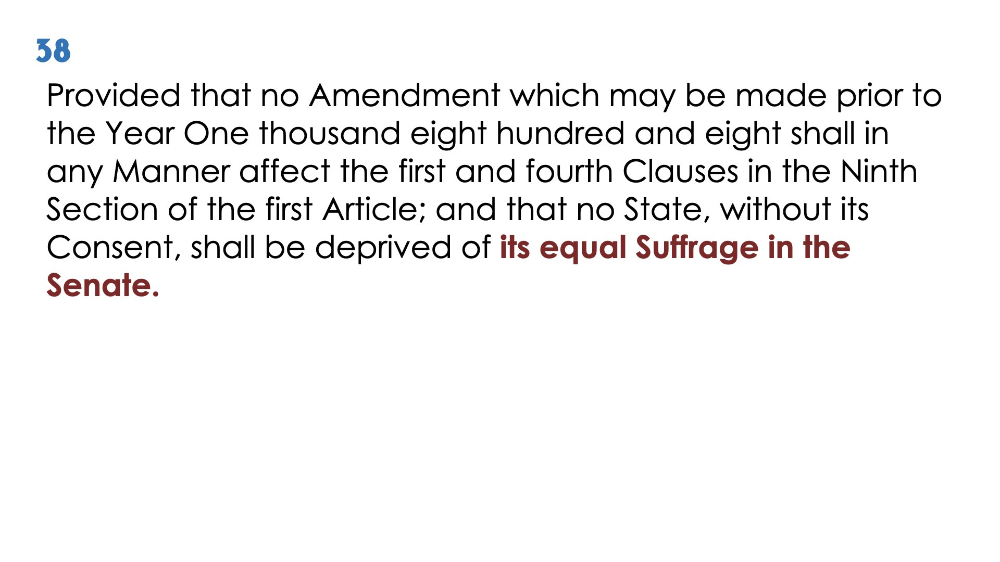 38
Provided that no Amendment which may be made prior to
the Year One thousand eight hundred and eight shall in
any Manner affect the first and fourth Clauses in the Ninth
Section of the first Article; and that no State, without its
Consent, shall be deprived of its equal Suffrage in the
Senate.